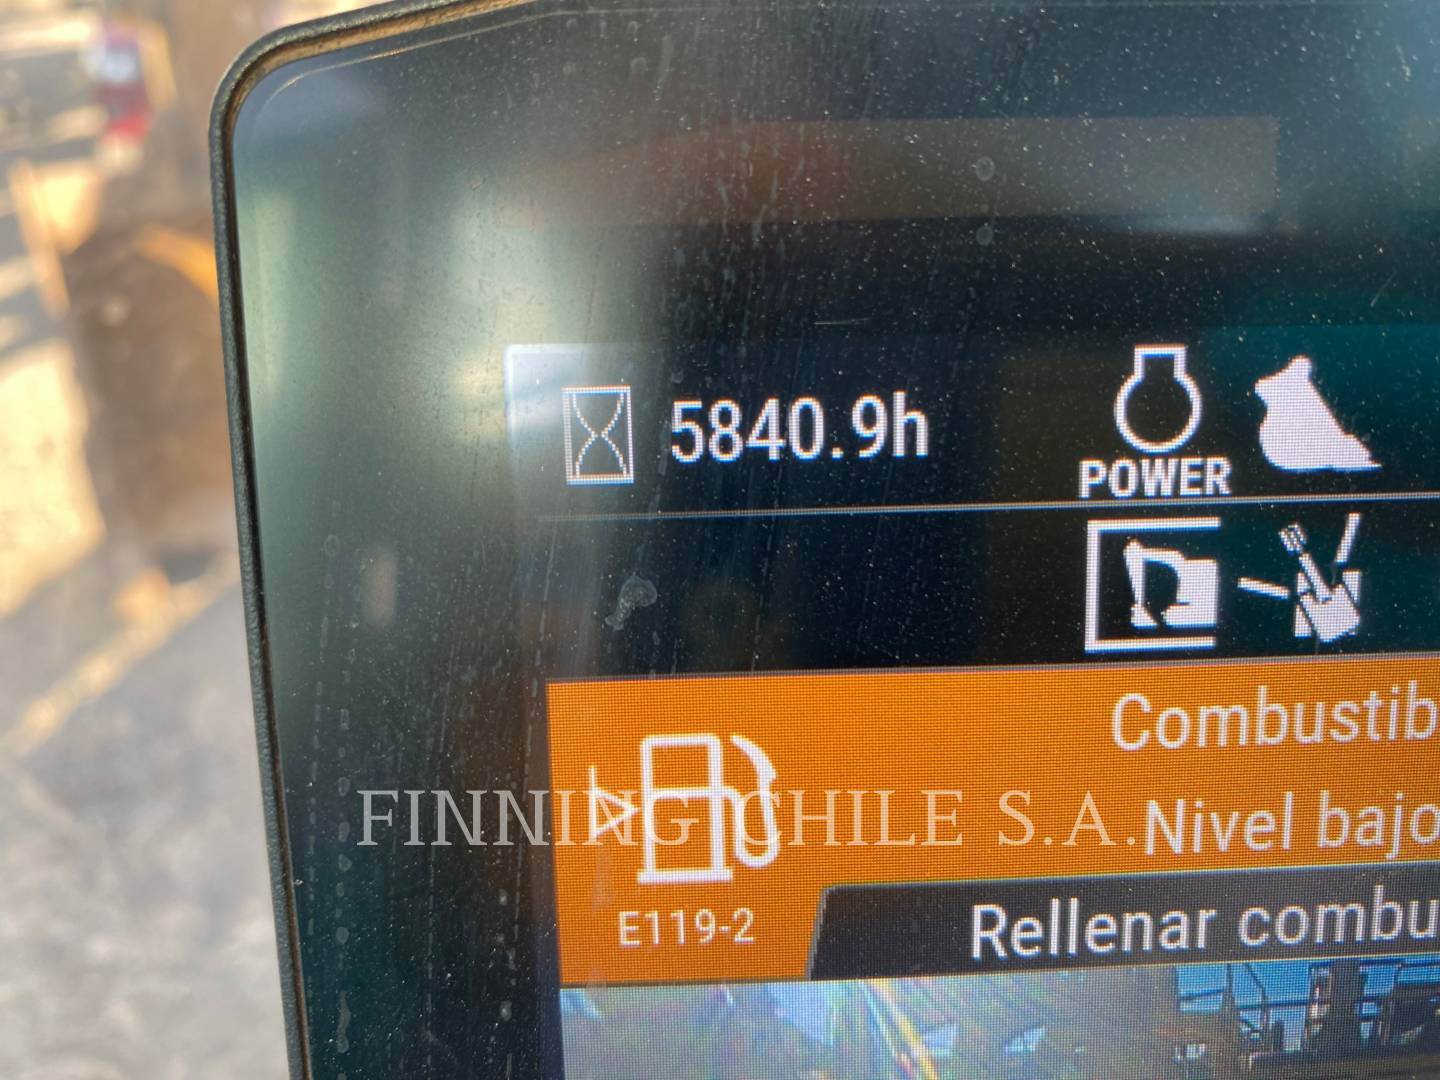 5840.9h
POWER
Combustib
Nivel bajo
FINNING CHILE S.A.
E119-2
Rellenar combu